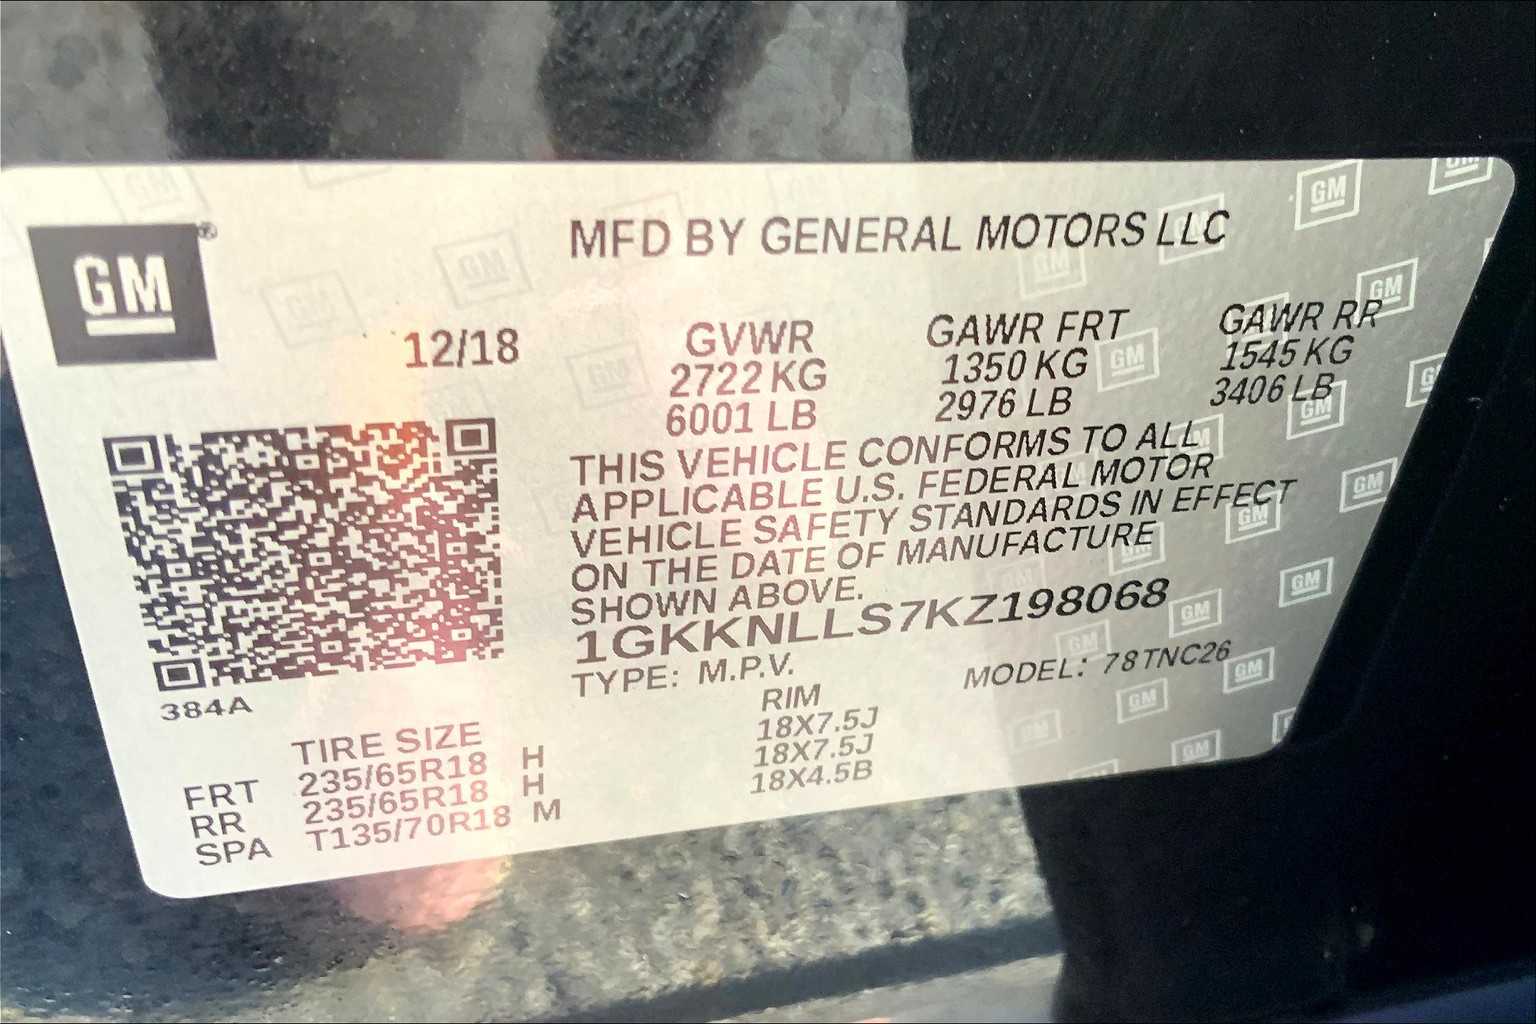 GM®
MFD BY GENERAL MOTORS LLC
12/18
GVWR GAWR FRT GAWR RR
2722 KG 1350 KG 1545 KG
6001 LB 2976 LB 3406 LB
THIS VEHICLE CONFORMS TO ALL
APPLICABLE U.S. FEDERAL MOTOR
VEHICLE SAFETY STANDARDS IN EFFECT
ON THE DATE OF MANUFACTURE
SHOWN ABOVE.
1GKKNLLS7KZ198068
TYPE: M.P.V. MODEL: 78TNC26
384A
TIRE SIZE RIM
FRT 235/65R18 H 18X7.5J
RR 235/65R18 H 18X7.5J
SPA T135/70R18 M 18X4.5B